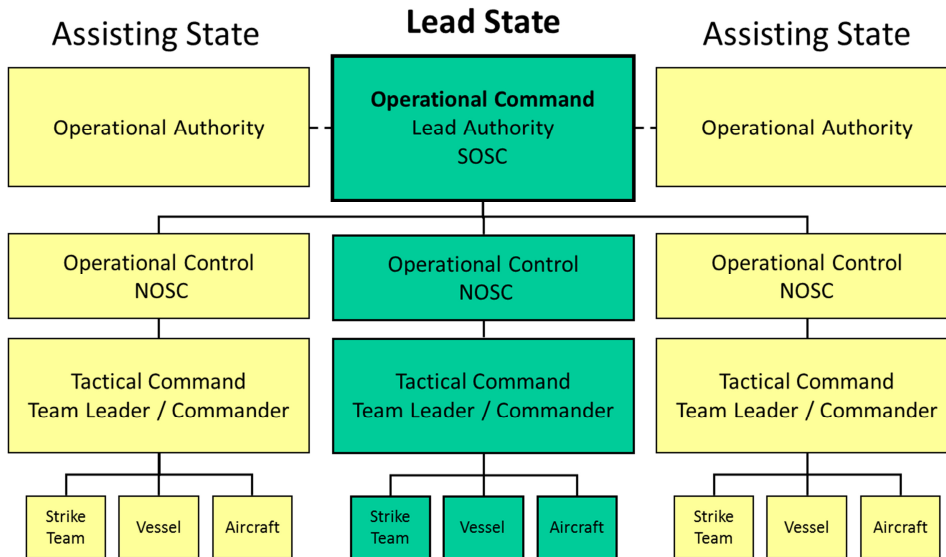 Assisting State
Lead State
Assisting State
Operational Authority
Operational Command
Lead Authority
SOSC
Operational Authority
Operational Control
NOSC
Operational Control
NOSC
Operational Control
NOSC
Tactical Command
Team Leader / Commander
Tactical Command
Team Leader / Commander
Tactical Command
Team Leader / Commander
Strike
Team
Vessel
Aircraft
Strike
Team
Vessel
Aircraft
Strike
Team
Vessel
Aircraft